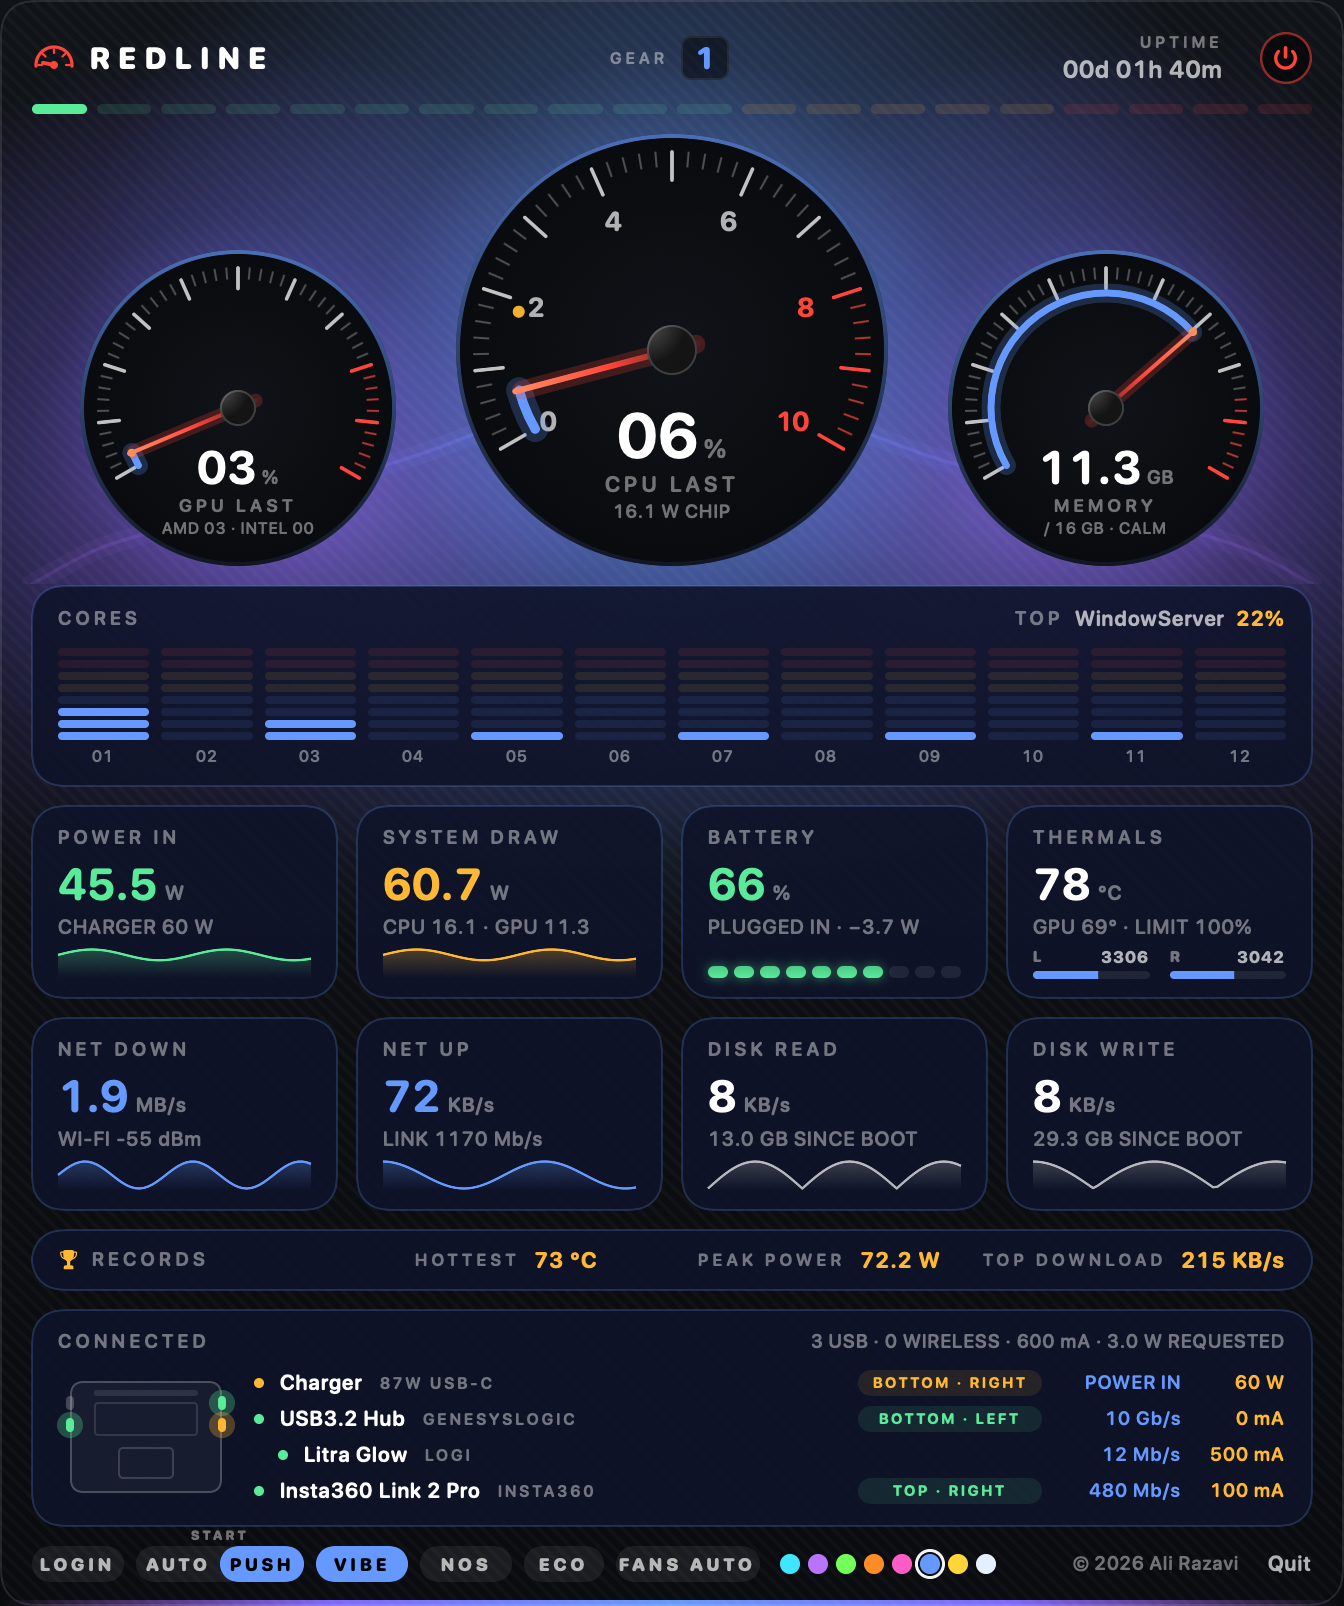 REDLINE
GEAR 1
UPTIME
00d 01h 40m
4 6
2 8
0 10
06 %
CPU LAST
16.1 W CHIP
03 %
GPU LAST
AMD 03 · INTEL 00
11.3 GB
MEMORY
/ 16 GB · CALM
CORES TOP WindowServer 22%
01 02 03 04 05 06 07 08 09 10 11 12
POWER IN
45.5 W
CHARGER 60 W
SYSTEM DRAW
60.7 W
CPU 16.1 · GPU 11.3
BATTERY
66 %
PLUGGED IN · −3.7 W
THERMALS
78 °C
GPU 69° · LIMIT 100%
L 3306 R 3042
NET DOWN
1.9 MB/s
WI-FI -55 dBm
NET UP
72 KB/s
LINK 1170 Mb/s
DISK READ
8 KB/s
13.0 GB SINCE BOOT
DISK WRITE
8 KB/s
29.3 GB SINCE BOOT
RECORDS HOTTEST 73 °C PEAK POWER 72.2 W TOP DOWNLOAD 215 KB/s
CONNECTED 3 USB · 0 WIRELESS · 600 mA · 3.0 W REQUESTED
Charger 87W USB-C BOTTOM · RIGHT POWER IN 60 W
USB3.2 Hub GENESYSLOGIC BOTTOM · LEFT 10 Gb/s 0 mA
Litra Glow LOGI 12 Mb/s 500 mA
Insta360 Link 2 Pro INSTA360 TOP · RIGHT 480 Mb/s 100 mA
START
LOGIN AUTO PUSH VIBE NOS ECO FANS AUTO © 2026 Ali Razavi Quit